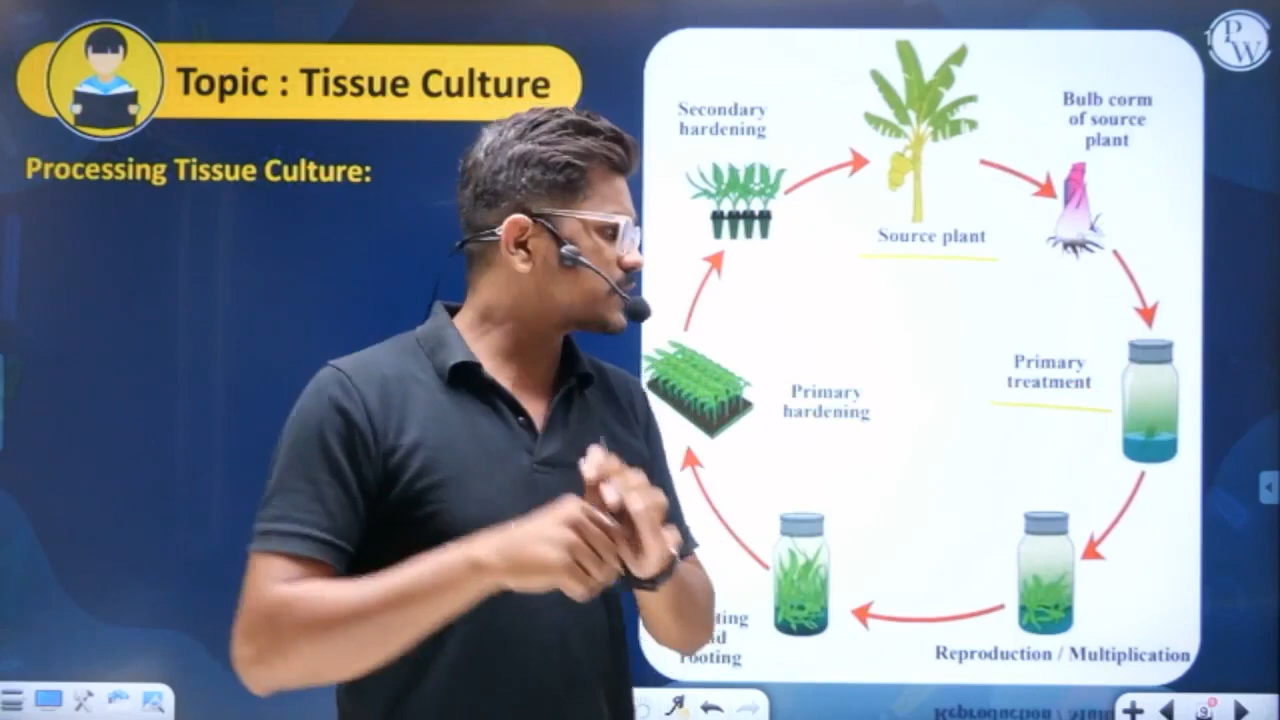 Topic : Tissue Culture
Processing Tissue Culture:
Secondary
hardening
Bulb corm
of source
plant
Source plant
Primary
treatment
Primary
hardening
rooting
Reproduction / Multiplication
P
W